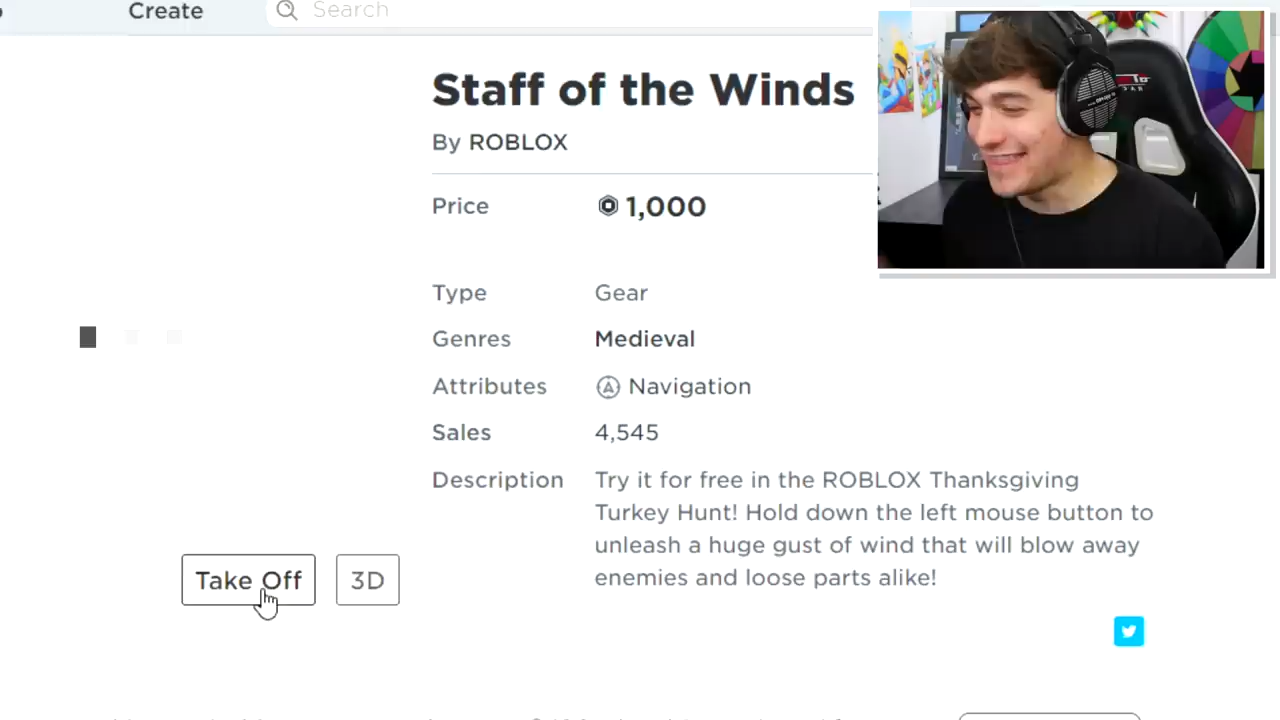 Create
Search
Staff of the Winds
By ROBLOX
Price
1,000
Type
Gear
Genres
Medieval
Attributes
Navigation
Sales
4,545
Description
Try it for free in the ROBLOX Thanksgiving
Turkey Hunt! Hold down the left mouse button to
unleash a huge gust of wind that will blow away
enemies and loose parts alike!
Take Off
3D